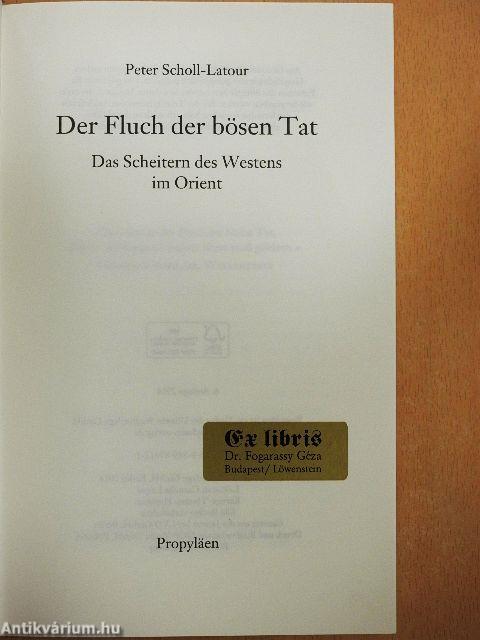 Peter Scholl-Latour
Der Fluch der bösen Tat
Das Scheitern des Westens
im Orient
Ex libris
Dr. Fogarassy Géza
Budapest/Löwenstein
Propyläen
Antikvárium.hu